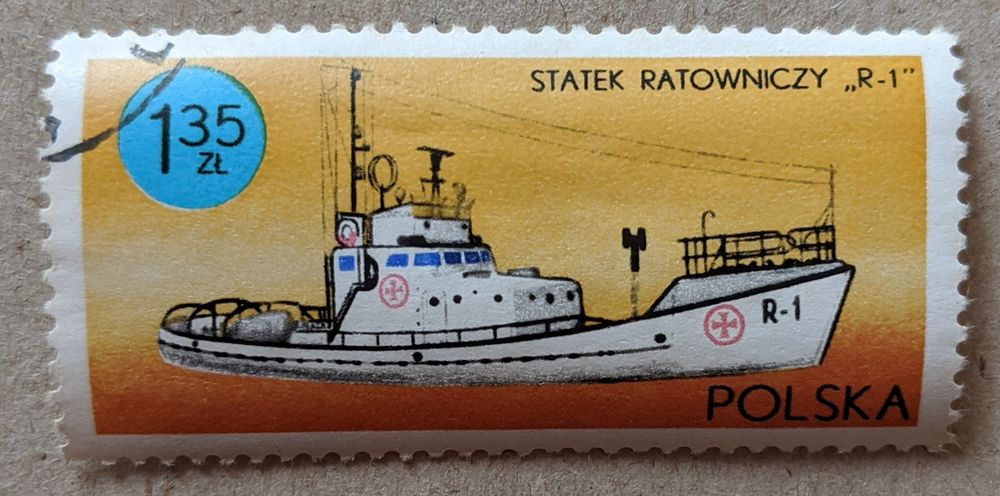 STATEK RATOWNICZY „R-1”
1 35
ZŁ
R-1
POLSKA